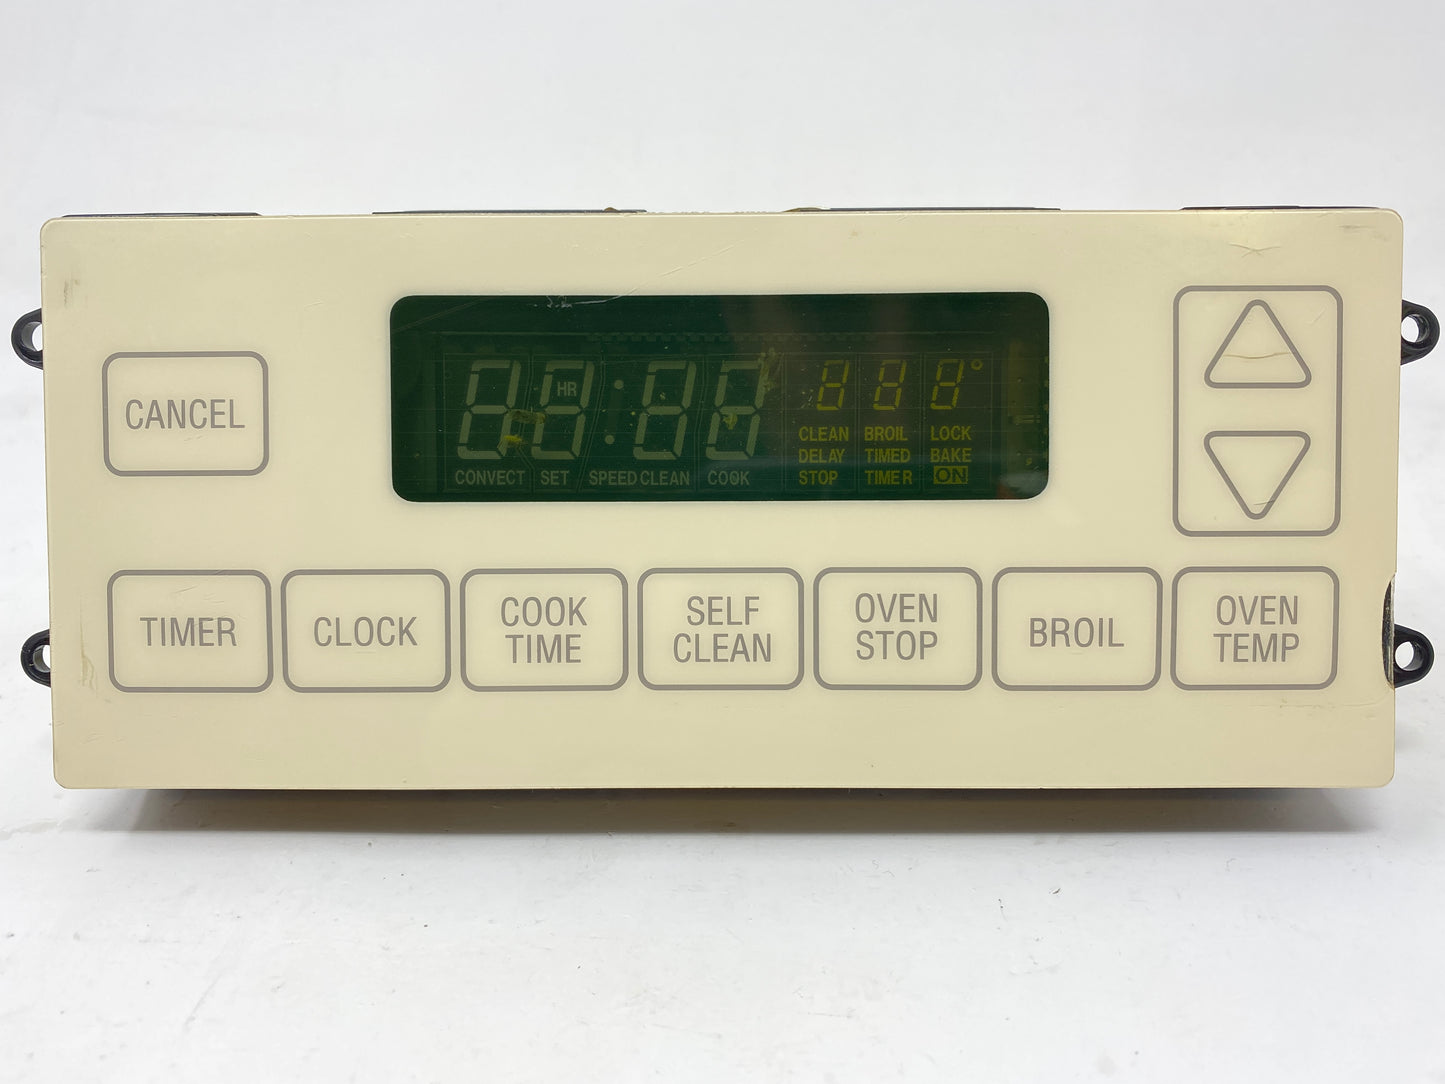 CANCEL
HR
CLEAN BROIL LOCK
DELAY TIMED BAKE
CONVECT SET SPEED CLEAN COOK STOP TIMER ON
TIMER
CLOCK
COOK
TIME
SELF
CLEAN
OVEN
STOP
BROIL
OVEN
TEMP